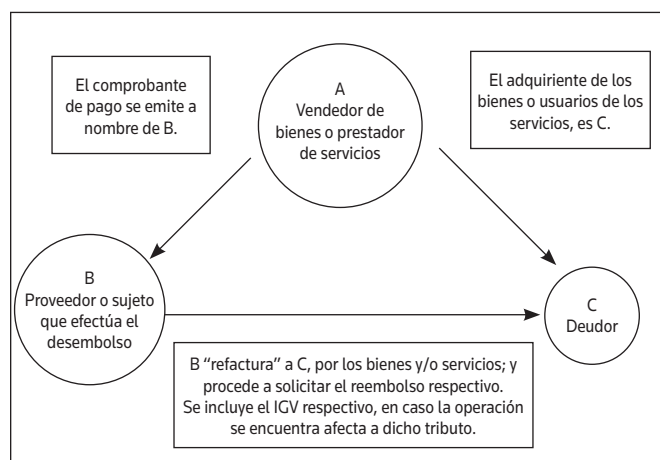 El comprobante
de pago se emite a
nombre de B.
A
Vendedor de
bienes o prestador
de servicios
El adquiriente de los
bienes o usuarios de los
servicios, es C.
B
Proveedor o sujeto
que efectúa el
desembolso
C
Deudor
B “refactura” a C, por los bienes y/o servicios; y
procede a solicitar el reembolso respectivo.
Se incluye el IGV respectivo, en caso la operación
se encuentra afecta a dicho tributo.